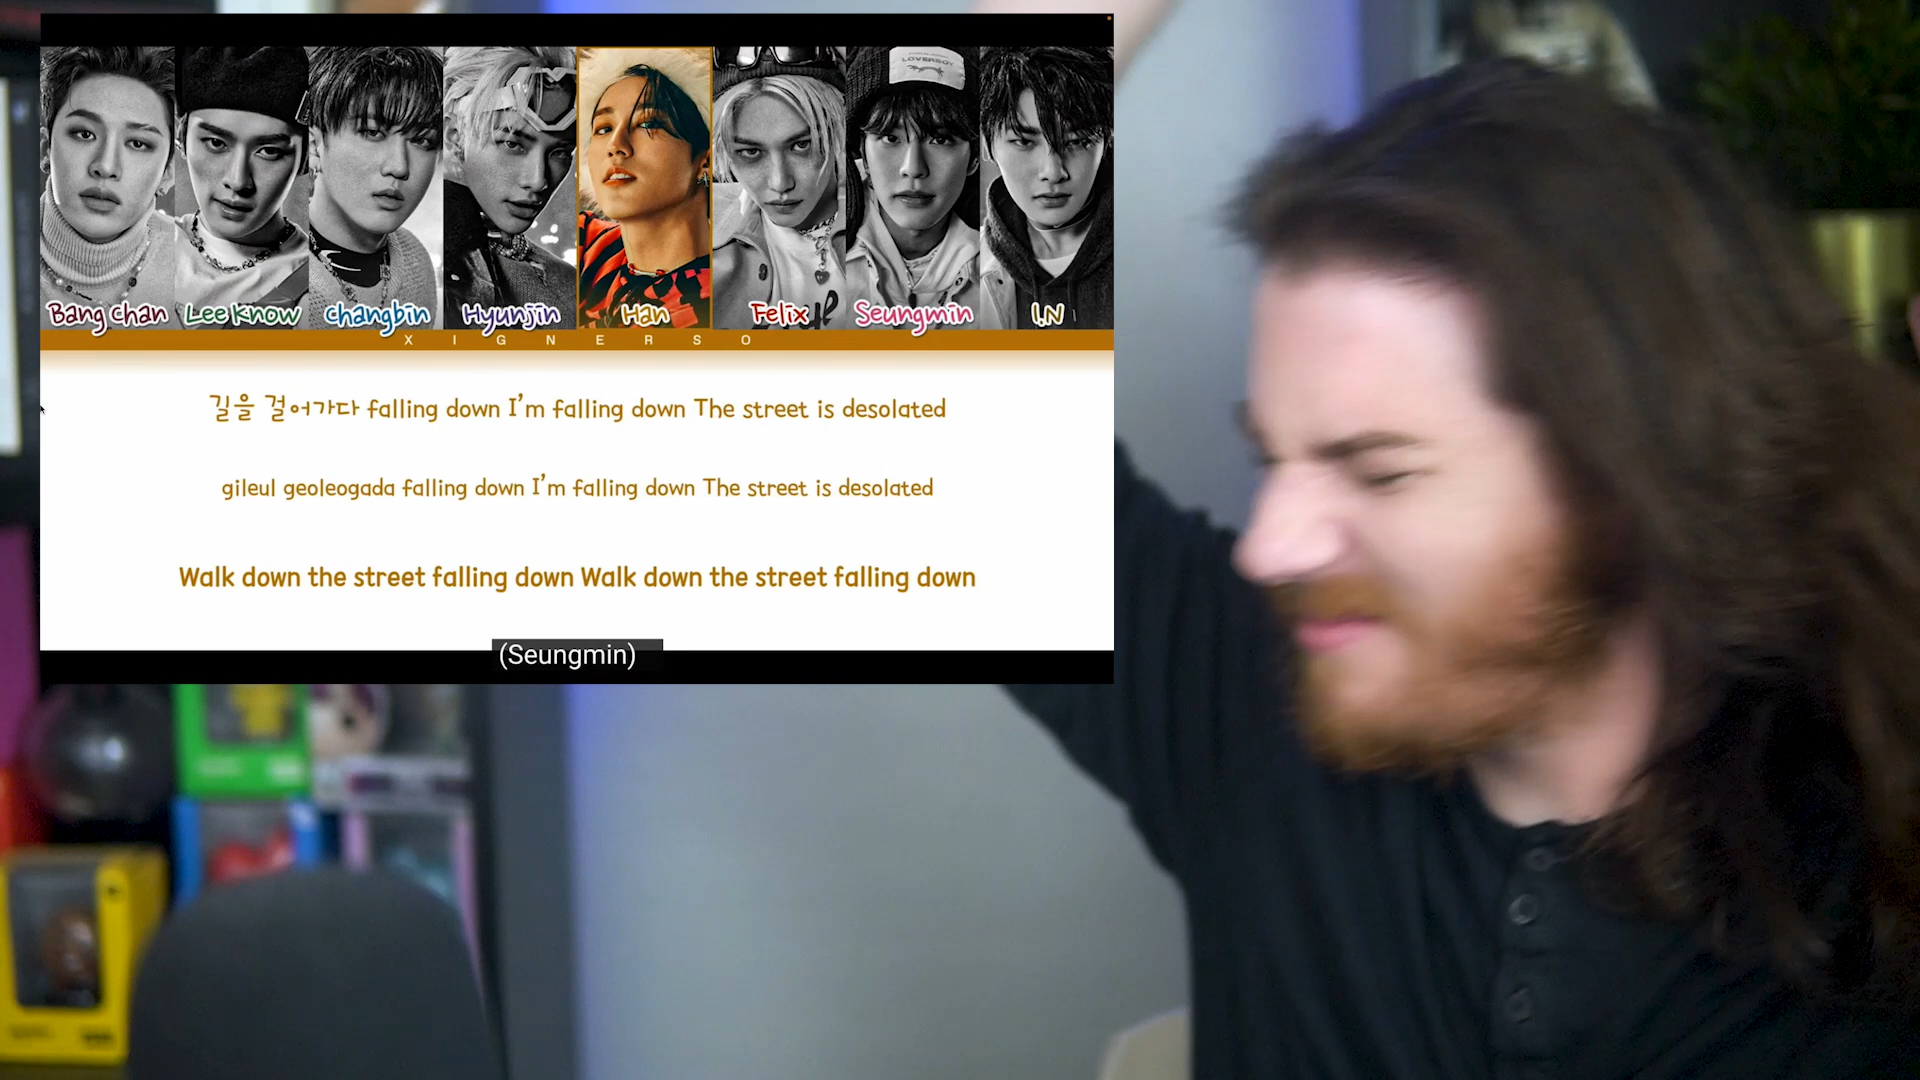 LOVERBOY
Bang Chan Lee Know Changbin Hyunjin Han Felix Seungmin I.N
XIGNERSO
길을 걸어가다 falling down I'm falling down The street is desolated
gileul geoleogada falling down I'm falling down The street is desolated
Walk down the street falling down Walk down the street falling down
(Seungmin)